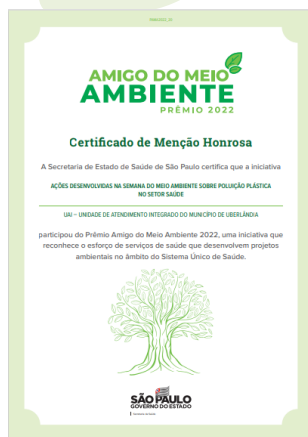 AMIGO DO MEIO
AMBIENTE
PRÊMIO 2022
Certificado de Menção Honrosa
A Secretaria de Estado de Saúde de São Paulo certifica que a iniciativa
AÇÕES DESENVOLVIDAS NA SEMANA DO MEIO AMBIENTE SOBRE POLUIÇÃO PLÁSTICA
NO SETOR SAÚDE
UAI – UNIDADE DE ATENDIMENTO INTEGRADO DO MUNICÍPIO DE UBERLÂNDIA
participou do Prêmio Amigo do Meio Ambiente 2022, uma iniciativa que
reconhece o esforço de serviços de saúde que desenvolvem projetos
ambientais no âmbito do Sistema Único de Saúde.
SÃO PAULO
GOVERNO DO ESTADO